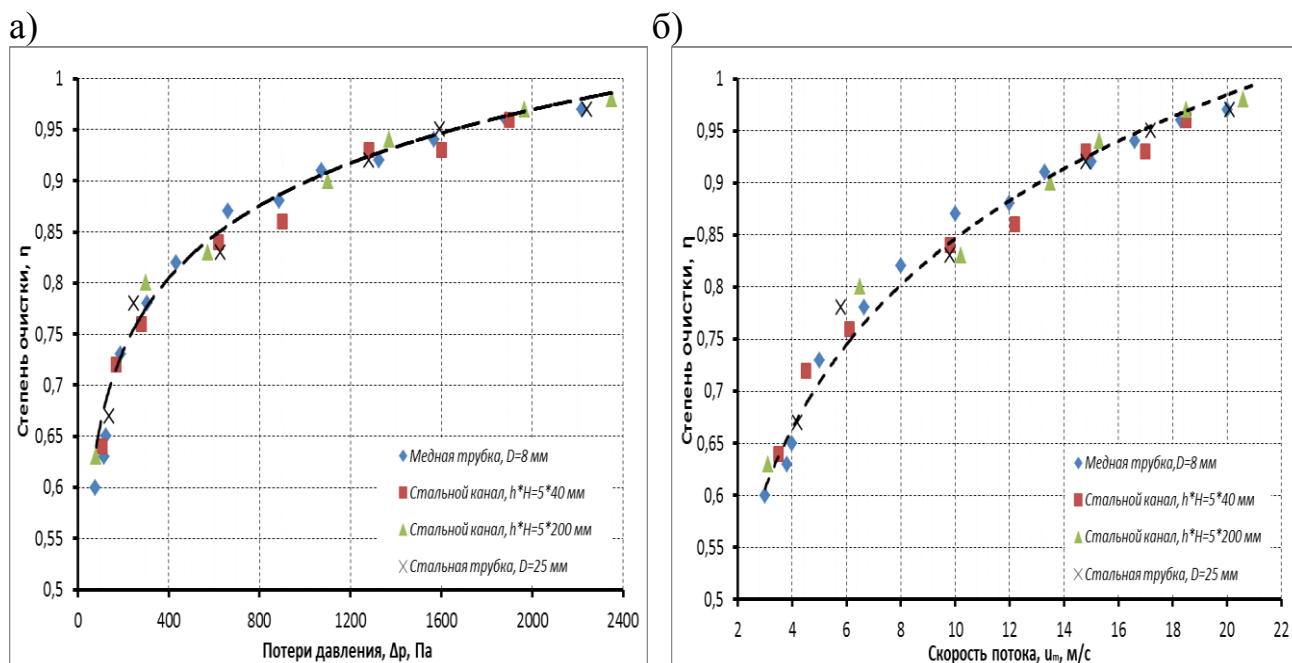 а)
Степень очистки, η
1
0,95
0,9
0,85
0,8
0,75
0,7
0,65
0,6
0,55
0,5
0 400 800 1200 1600 2000 2400
Потери давления, Δp, Па
Медная трубка, D=8 мм
Стальной канал, h*H=5*40 мм
Стальной канал, h*H=5*200 мм
Стальная трубка, D=25 мм
б)
Степень очистки, η
1
0,95
0,9
0,85
0,8
0,75
0,7
0,65
0,6
0,55
0,5
2 4 6 8 10 12 14 16 18 20 22
Скорость потока, uₘ, м/с
Медная трубка,D=8 мм
Стальной канал, h*H=5*40 мм
Стальной канал, h*H=5*200 мм
Стальная трубка, D=25 мм